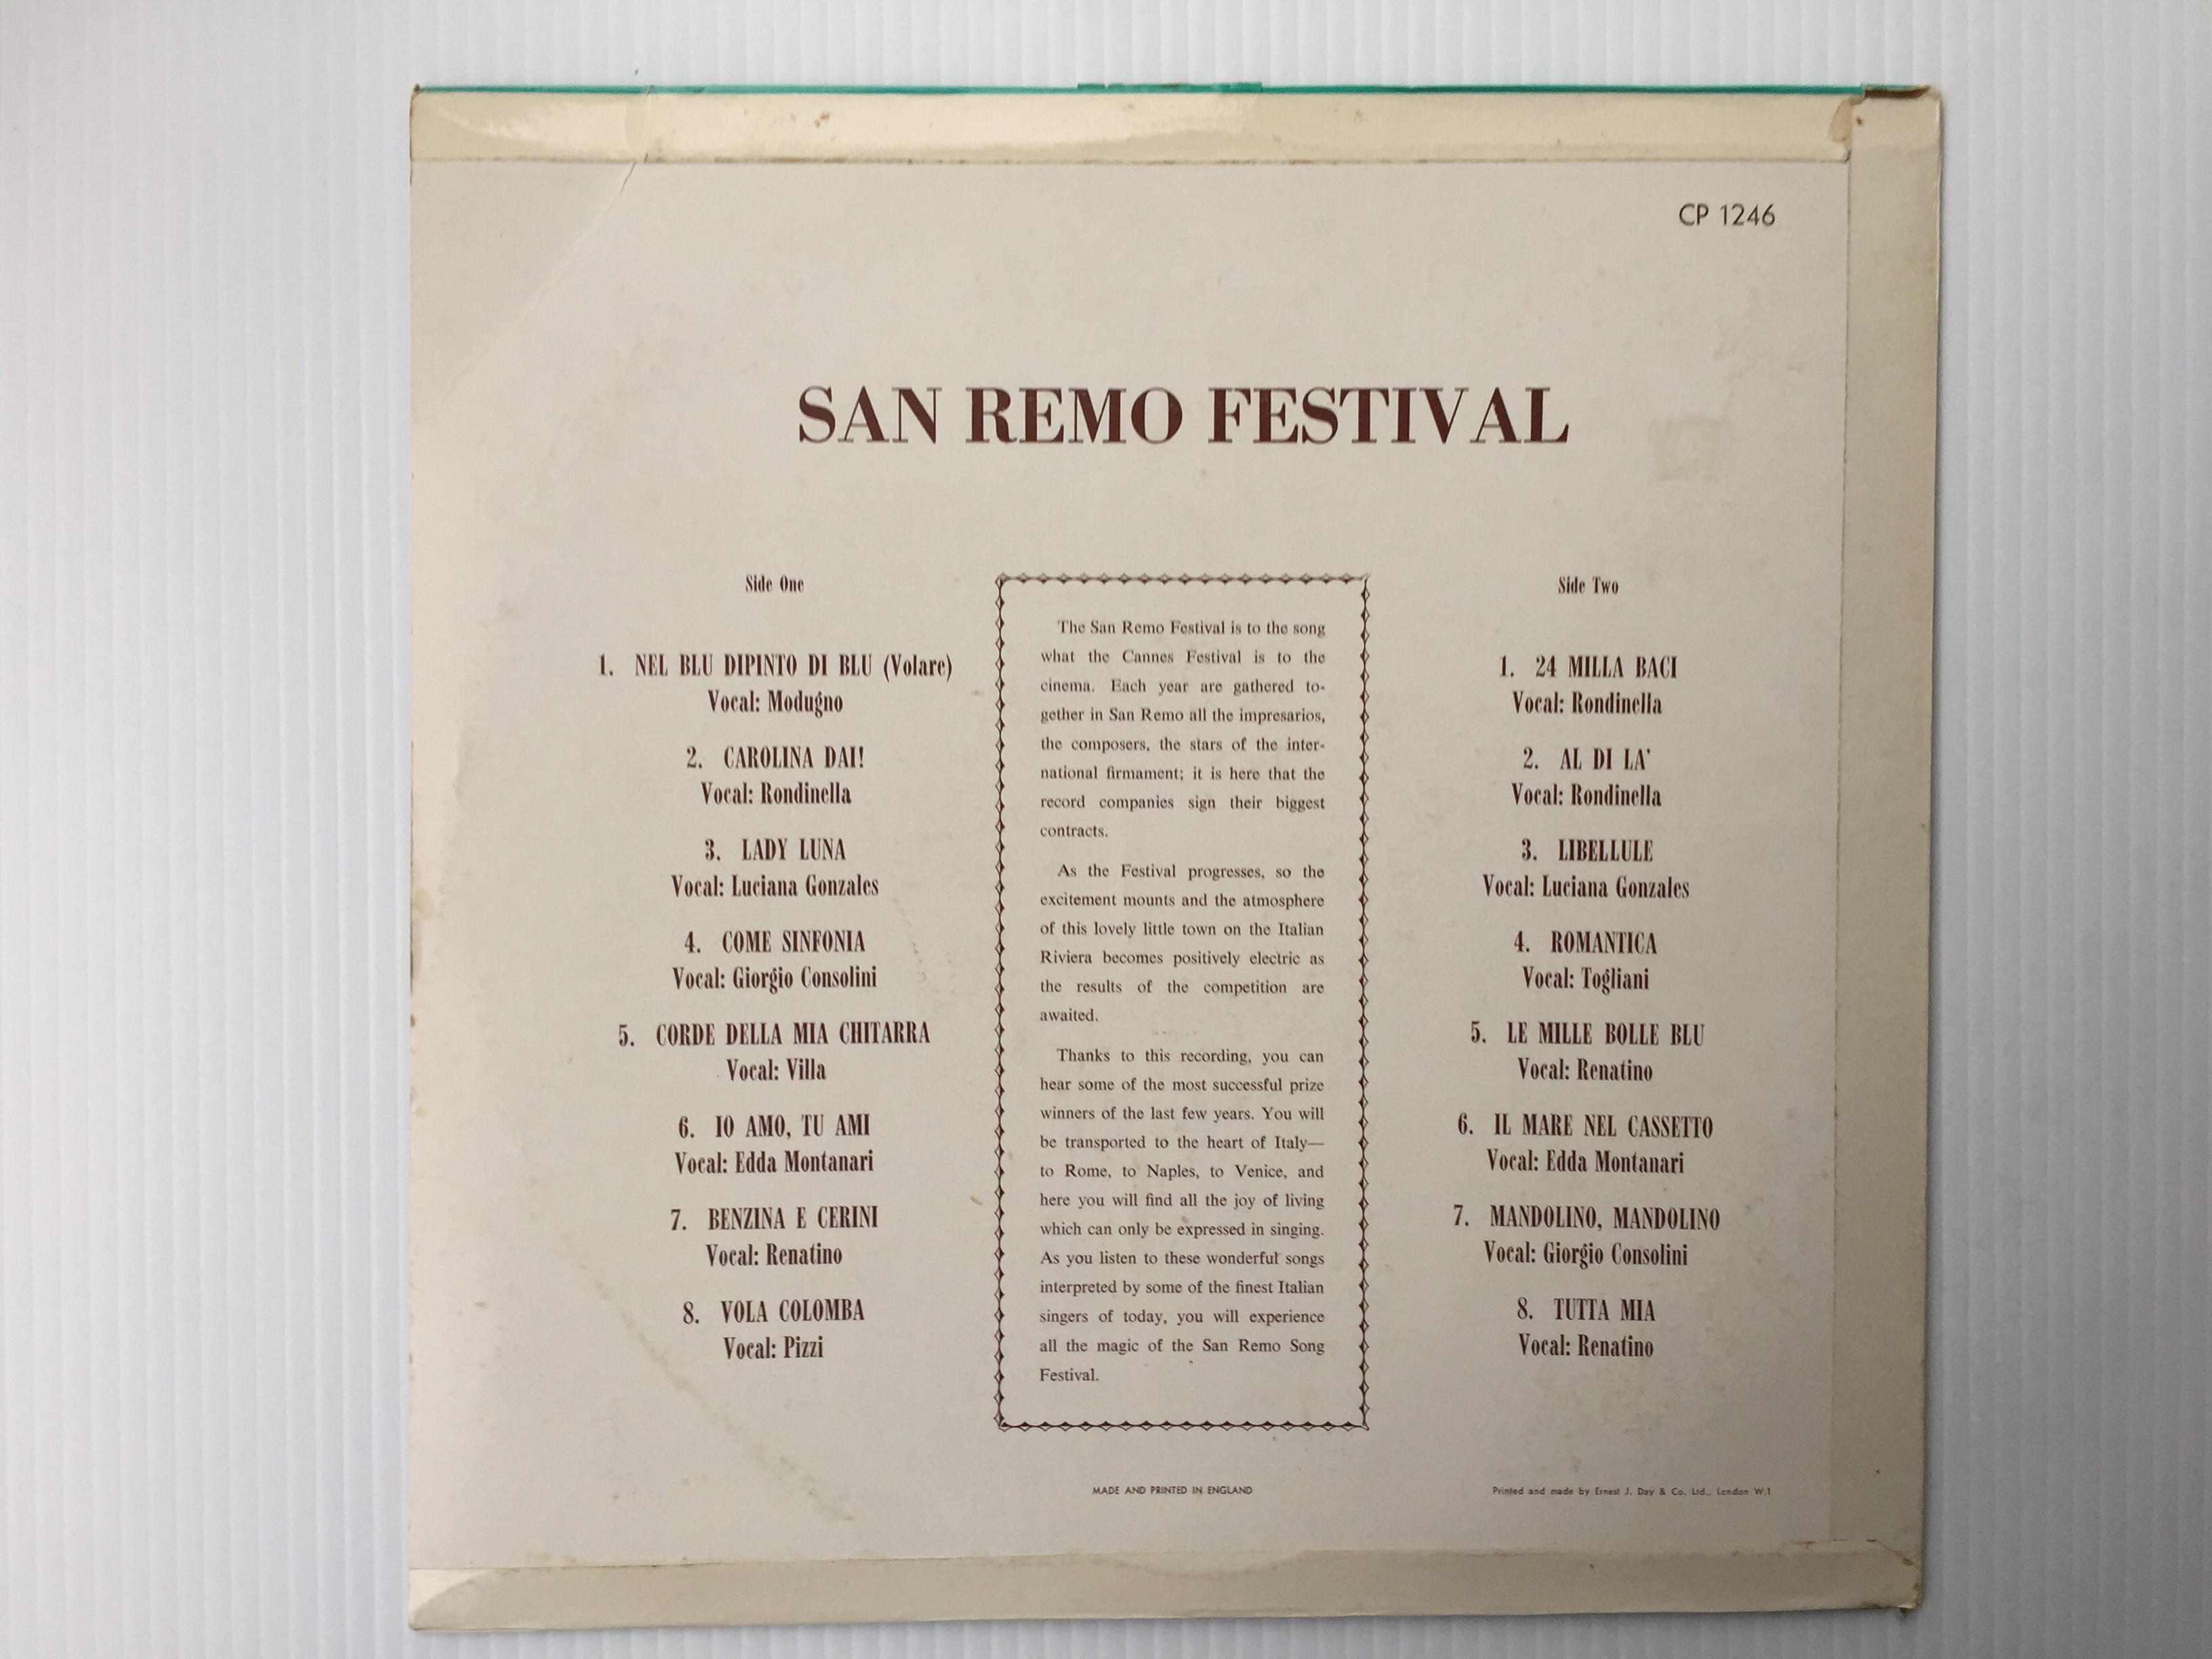 CP 1246
SAN REMO FESTIVAL
Side One
1. NEL BLU DIPINTO DI BLU (Volare)
Vocal: Modugno
2. CAROLINA DAI!
Vocal: Rondinella
3. LADY LUNA
Vocal: Luciana Gonzales
4. COME SINFONIA
Vocal: Giorgio Consolini
5. CORDE DELLA MIA CHITARRA
Vocal: Villa
6. IO AMO, TU AMI
Vocal: Edda Montanari
7. BENZINA E CERINI
Vocal: Renatino
8. VOLA COLOMBA
Vocal: Pizzi
The San Remo Festival is to the song
what the Cannes Festival is to the
cinema. Each year are gathered to-
gether in San Remo all the impresarios,
the composers, the stars of the inter-
national firmament; it is here that the
record companies sign their biggest
contracts.
As the Festival progresses, so the
excitement mounts and the atmosphere
of this lovely little town on the Italian
Riviera becomes positively electric as
the results of the competition are
awaited.
Thanks to this recording, you can
hear some of the most successful prize
winners of the last few years. You will
be transported to the heart of Italy—
to Rome, to Naples, to Venice, and
here you will find all the joy of living
which can only be expressed in singing.
As you listen to these wonderful songs
interpreted by some of the finest Italian
singers of today, you will experience
all the magic of the San Remo Song
Festival.
Side Two
1. 24 MILLA BACI
Vocal: Rondinella
2. AL DI LA'
Vocal: Rondinella
3. LIBELLULE
Vocal: Luciana Gonzales
4. ROMANTICA
Vocal: Togliani
5. LE MILLE BOLLE BLU
Vocal: Renatino
6. IL MARE NEL CASSETTO
Vocal: Edda Montanari
7. MANDOLINO, MANDOLINO
Vocal: Giorgio Consolini
8. TUTTA MIA
Vocal: Renatino
MADE AND PRINTED IN ENGLAND
Printed and made by Ernest J. Day & Co. Ltd., London W.1